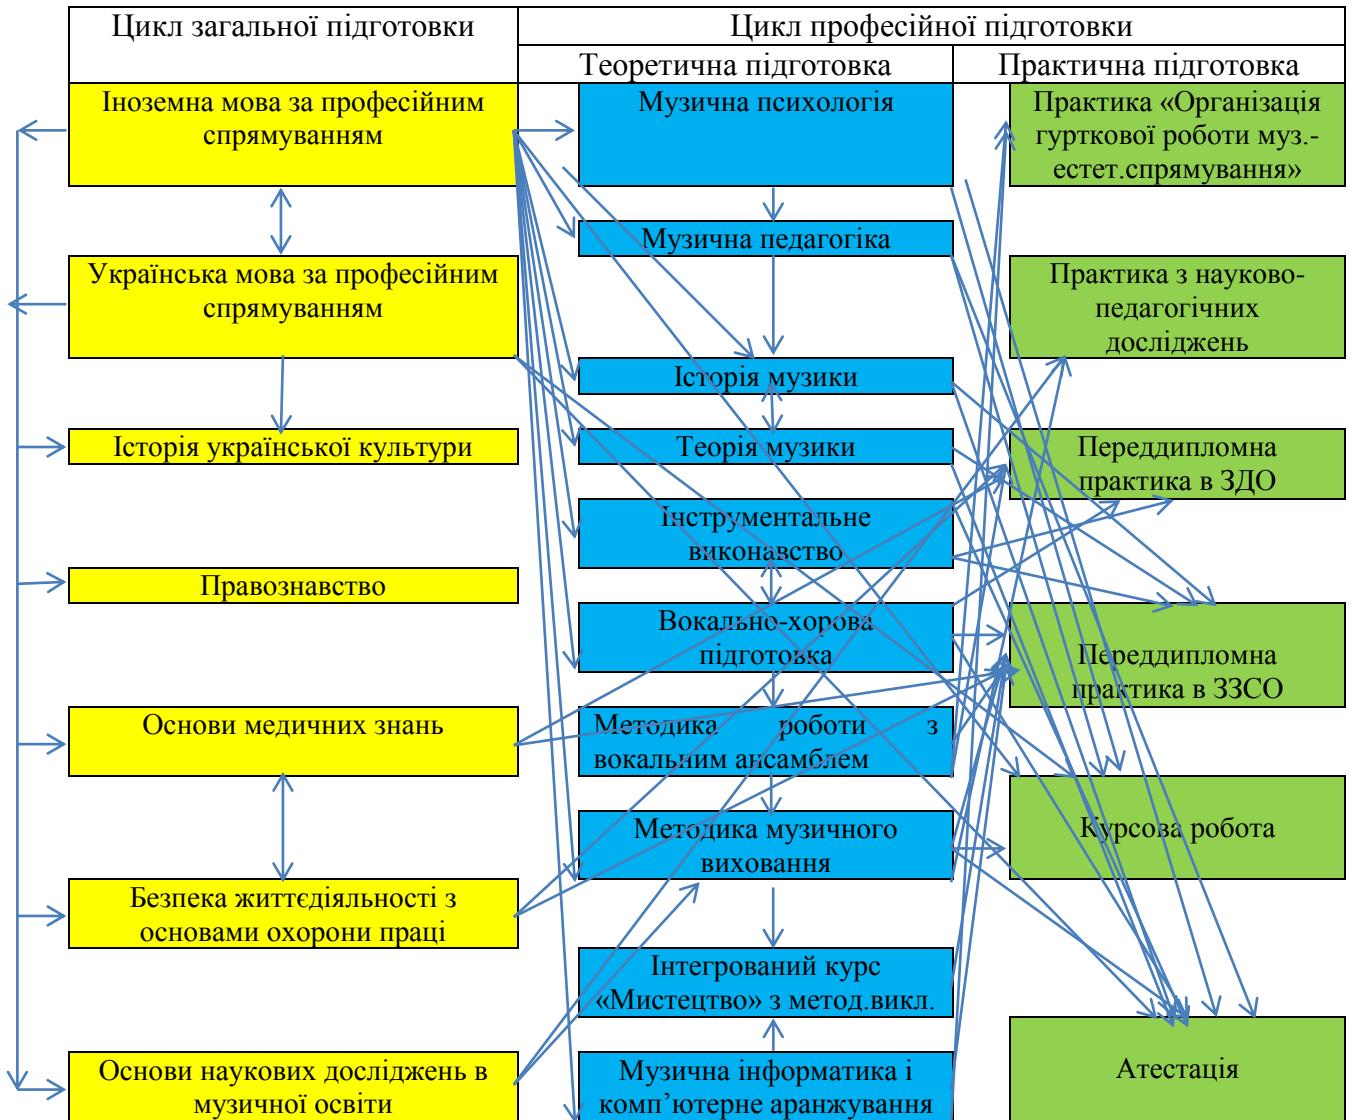 Цикл загальної підготовки
Цикл професійної підготовки
Теоретична підготовка
Практична підготовка
Іноземна мова за професійним
спрямуванням
Музична психологія
Практика «Організація
гурткової роботи муз.-
естет.спрямування»
Музична педагогіка
Українська мова за професійним
спрямуванням
Практика з науково-
педагогічних
досліджень
Історія музики
Історія української культури
Теорія музики
Переддипломна
практика в ЗДО
Інструментальне
виконавство
Правознавство
Вокально-хорова
підготовка
Переддипломна
практика в ЗЗСО
Основи медичних знань
Методика роботи з
вокальним ансамблем
Методика музичного
виховання
Курсова робота
Безпека життєдіяльності з
основами охорони праці
Інтегрований курс
«Мистецтво» з метод.викл.
Основи наукових досліджень в
музичної освіти
Музична інформатика і
комп’ютерне аранжування
Атестація